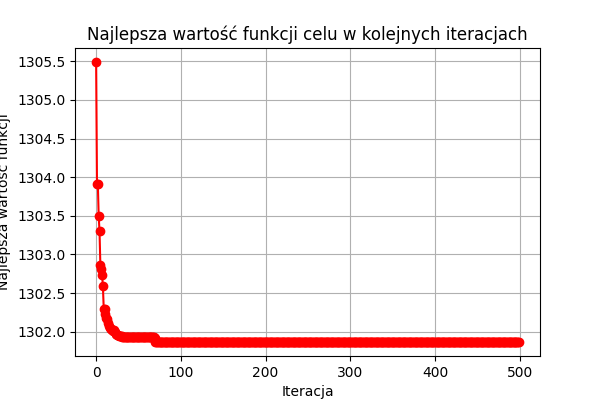 Najlepsza wartość funkcji celu w kolejnych iteracjach
Najlepsza wartość funkcji
1305.5
1305.0
1304.5
1304.0
1303.5
1303.0
1302.5
1302.0
0 100 200 300 400 500
Iteracja